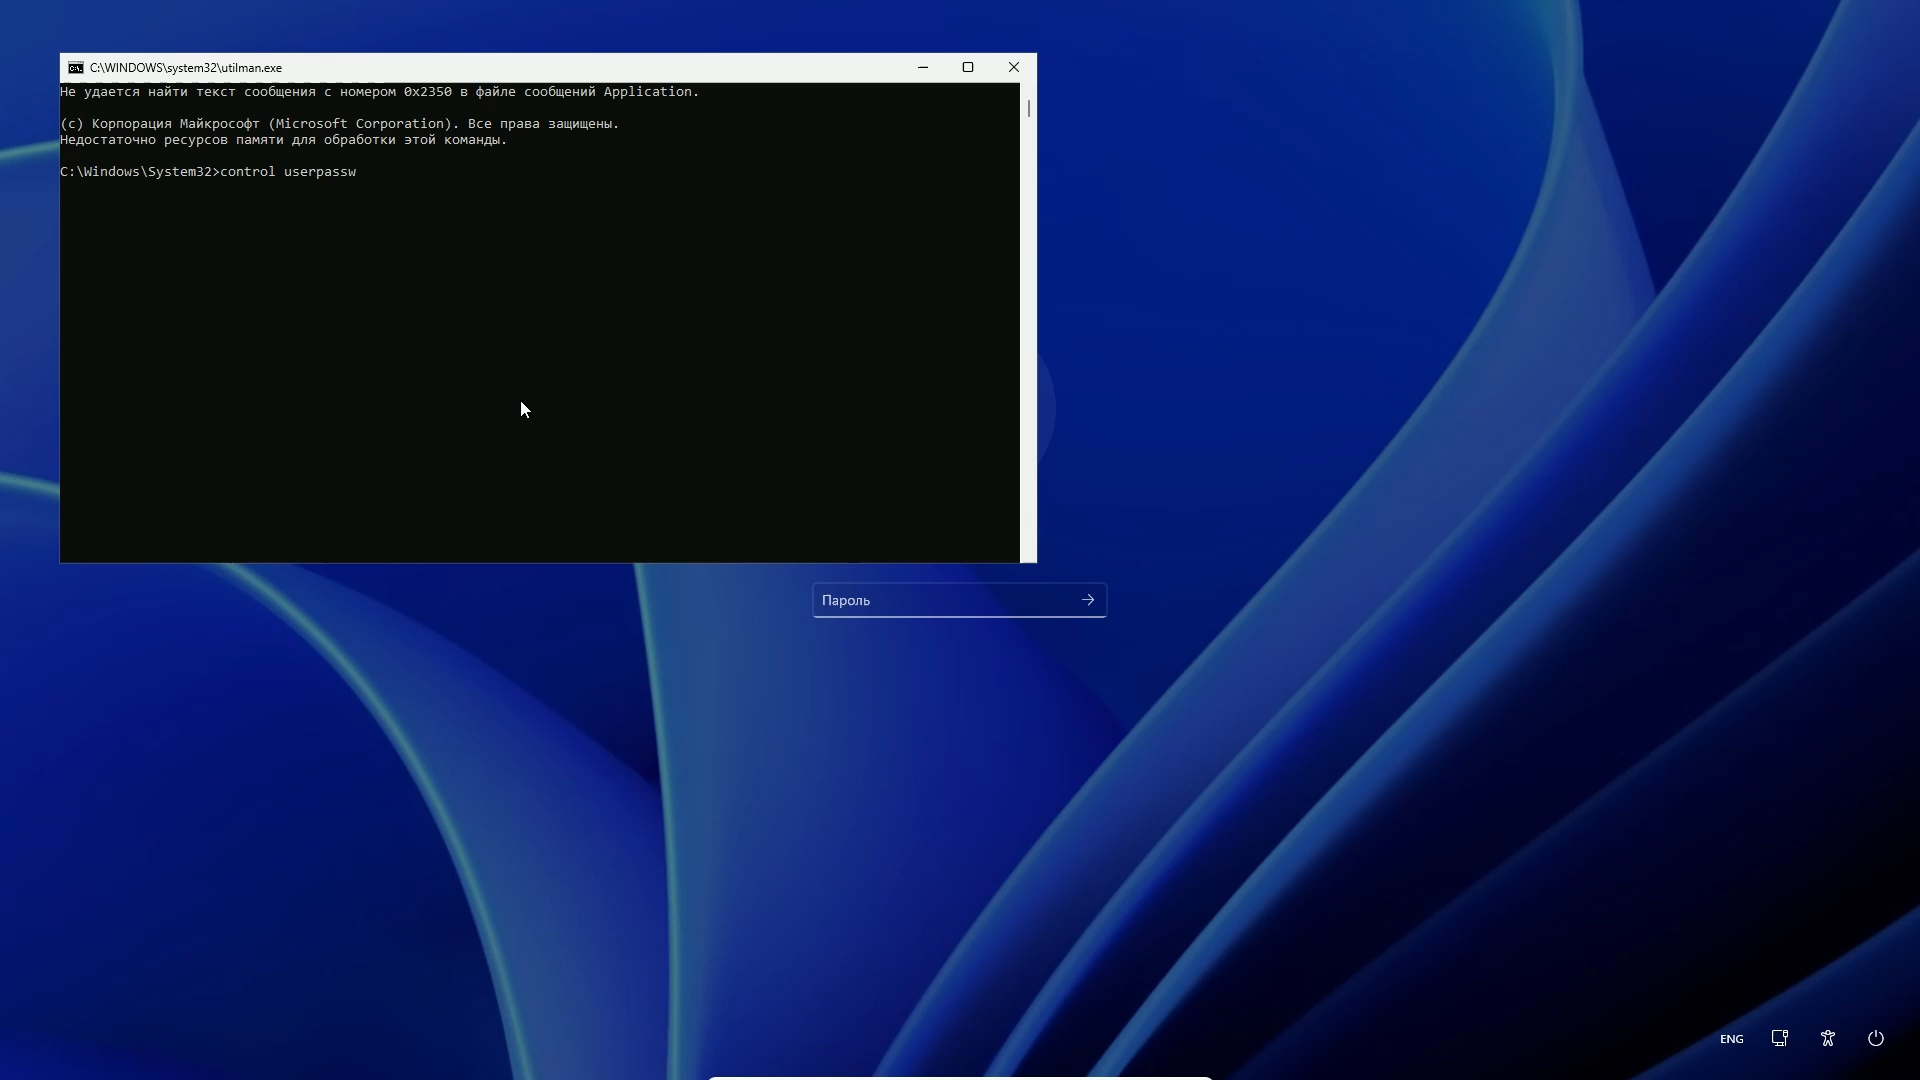 C:\WINDOWS\system32\utilman.exe
Не удается найти текст сообщения с номером 0x2350 в файле сообщений Application.
(c) Корпорация Майкрософт (Microsoft Corporation). Все права защищены.
Недостаточно ресурсов памяти для обработки этой команды.
C:\Windows\System32>control userpassw
Пароль
ENG